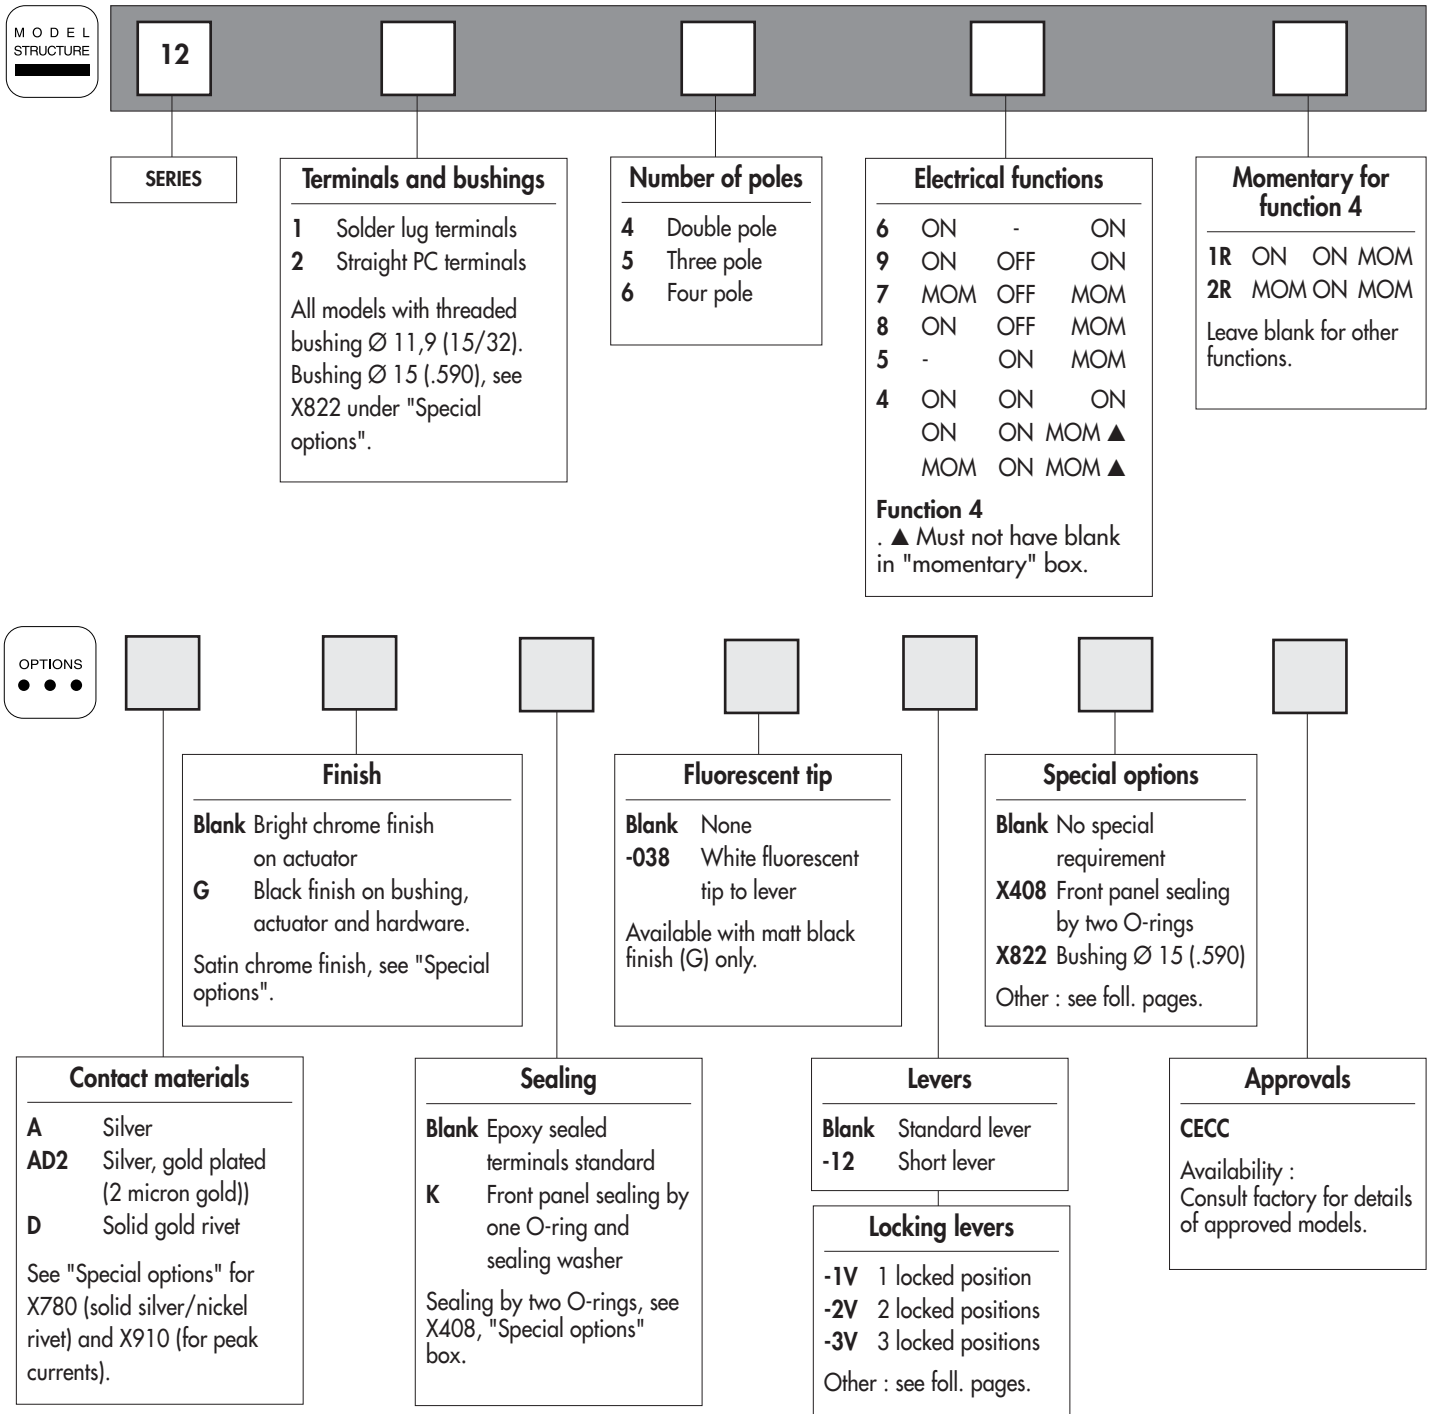 MODEL
STRUCTURE
12
SERIES
Terminals and bushings
1 Solder lug terminals
2 Straight PC terminals
All models with threaded
bushing Ø 11,9 (15/32).
Bushing Ø 15 (.590), see
X822 under "Special
options".
Number of poles
4 Double pole
5 Three pole
6 Four pole
Electrical functions
6 ON - ON
9 ON OFF ON
7 MOM OFF MOM
8 ON OFF MOM
5 - ON MOM
4 ON ON ON
ON ON MOM ▲
MOM ON MOM ▲
Function 4
. ▲ Must not have blank
in "momentary" box.
Momentary for
function 4
1R ON ON MOM
2R MOM ON MOM
Leave blank for other
functions.
OPTIONS
Finish
Blank Bright chrome finish
on actuator
G Black finish on bushing,
actuator and hardware.
Satin chrome finish, see "Special
options".
Fluorescent tip
Blank None
-038 White fluorescent
tip to lever
Available with matt black
finish (G) only.
Special options
Blank No special
requirement
X408 Front panel sealing
by two O-rings
X822 Bushing Ø 15 (.590)
Other : see foll. pages.
Contact materials
A Silver
AD2 Silver, gold plated
(2 micron gold))
D Solid gold rivet
See "Special options" for
X780 (solid silver/nickel
rivet) and X910 (for peak
currents).
Sealing
Blank Epoxy sealed
terminals standard
K Front panel sealing by
one O-ring and
sealing washer
Sealing by two O-rings, see
X408, "Special options"
box.
Levers
Blank Standard lever
-12 Short lever
Locking levers
-1V 1 locked position
-2V 2 locked positions
-3V 3 locked positions
Other : see foll. pages.
Approvals
CECC
Availability :
Consult factory for details
of approved models.